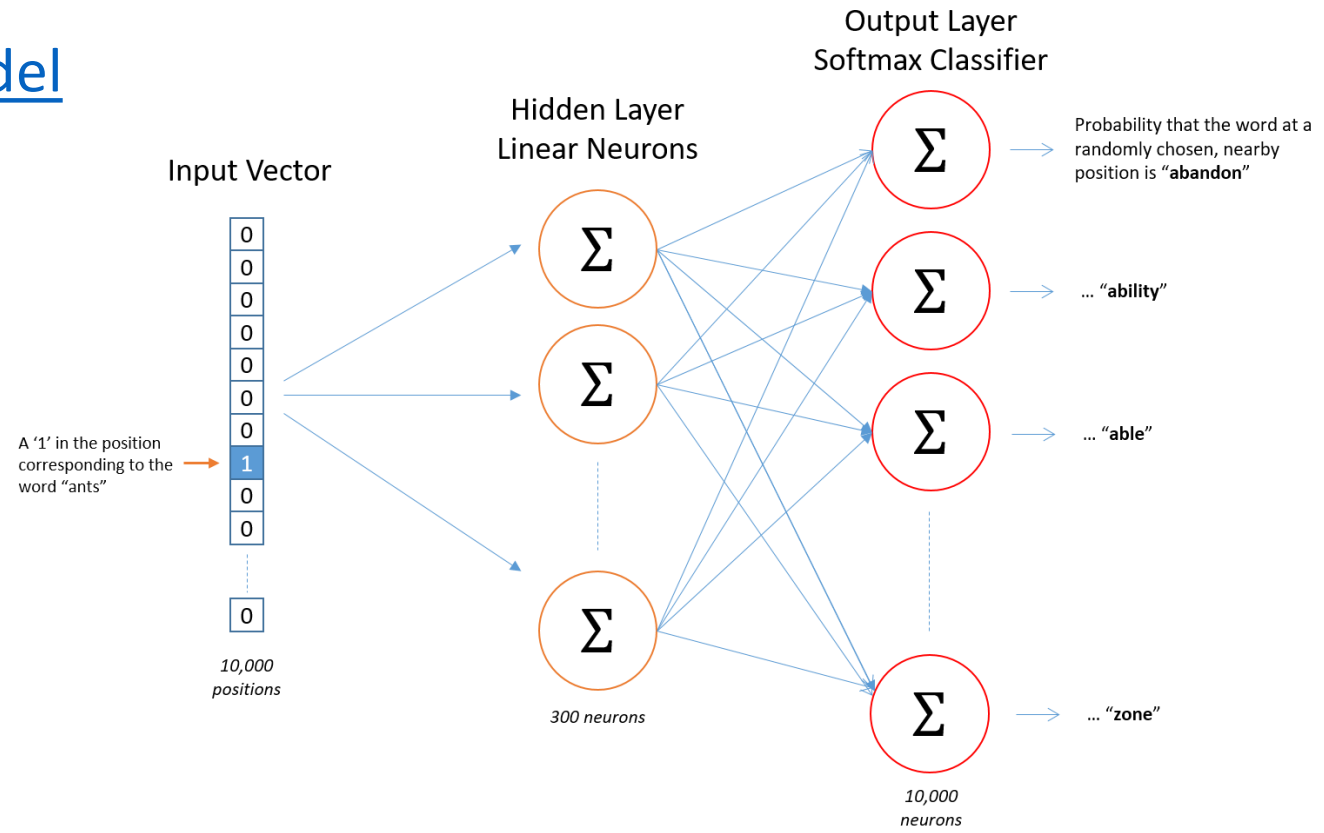 del
Input Vector
0
0
0
0
0
0
0
1
0
0
0
A ‘1’ in the position
corresponding to the
word “ants”
10,000
positions
Hidden Layer
Linear Neurons
Σ
Σ
Σ
300 neurons
Output Layer
Softmax Classifier
Σ
Σ
Σ
Σ
10,000
neurons
Probability that the word at a
randomly chosen, nearby
position is “abandon”
... “ability”
... “able”
... “zone”